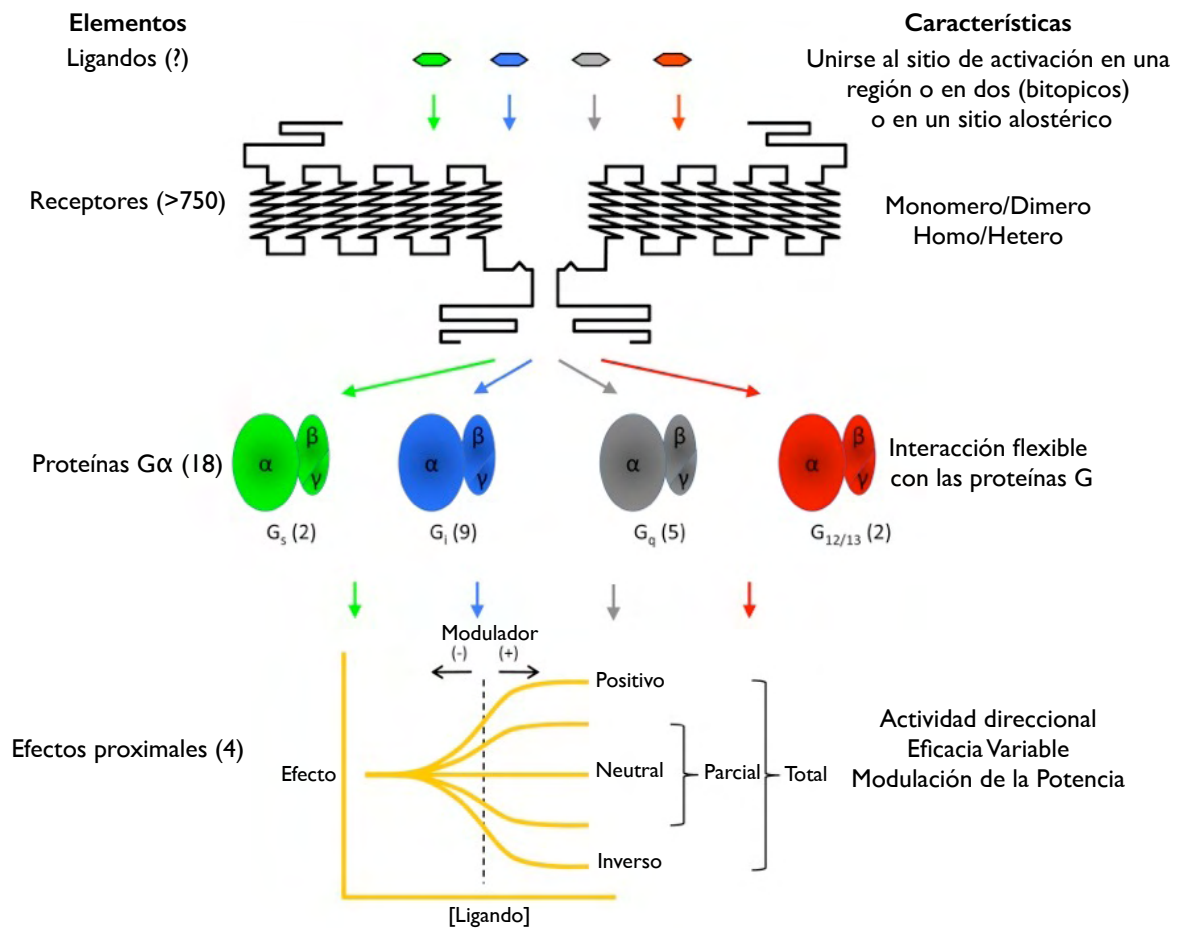 Elementos
Características
Ligandos (?)
Unirse al sitio de activación en una
región o en dos (bitopicos)
o en un sitio alostérico
Receptores (>750)
Monomero/Dimero
Homo/Hetero
Proteínas Gα (18)
α
β
γ
α
β
γ
α
β
γ
α
β
γ
Interacción flexible
con las proteínas G
Gs (2)
Gi (9)
Gq (5)
G12/13 (2)
Modulador
(-)
(+)
Positivo
Efectos proximales (4)
Efecto
Neutral
Parcial
Total
Inverso
Actividad direccional
Eficacia Variable
Modulación de la Potencia
[Ligando]